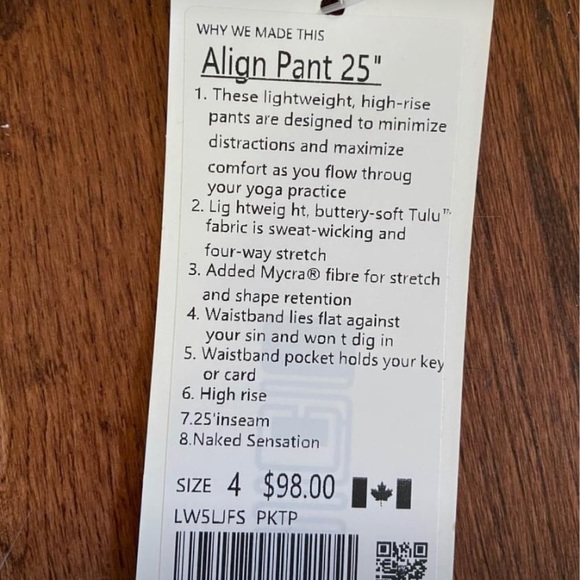 WHY WE MADE THIS
Align Pant 25"
1. These lightweight, high-rise
pants are designed to minimize
distractions and maximize
comfort as you flow throug
your yoga practice
2. Lig htweig ht, buttery-soft Tulu™
fabric is sweat-wicking and
four-way stretch
3. Added Mycra® fibre for stretch
and shape retention
4. Waistband lies flat against
your sin and won t dig in
5. Waistband pocket holds your key
or card
6. High rise
7.25'inseam
8.Naked Sensation
SIZE 4 $98.00
LW5LJFS PKTP